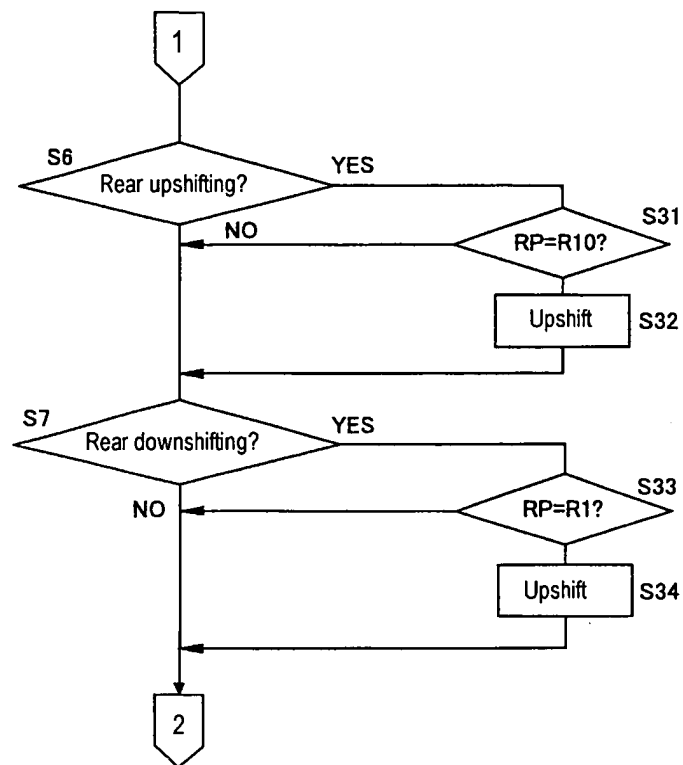 1
S6
Rear upshifting?
YES
NO
RP=R10?
S31
Upshift
S32
S7
Rear downshifting?
YES
NO
RP=R1?
S33
Upshift
S34
2